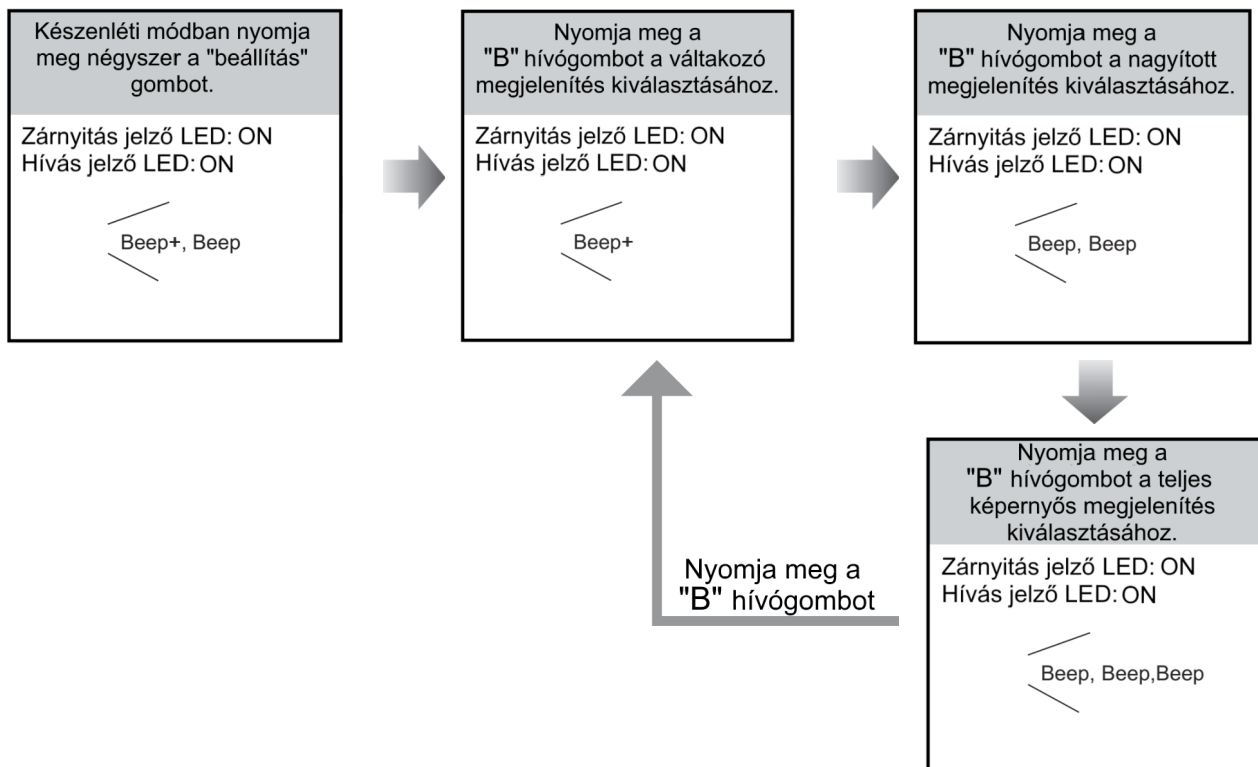 Készenléti módban nyomja
meg négyszer a "beállítás"
gombot.
Zárnyitás jelző LED: ON
Hívás jelző LED: ON
Beep+, Beep
Nyomja meg a
"B" hívógombot a váltakozó
megjelenítés kiválasztásához.
Zárnyitás jelző LED: ON
Hívás jelző LED: ON
Beep+
Nyomja meg a
"B" hívógombot a nagyított
megjelenítés kiválasztásához.
Zárnyitás jelző LED: ON
Hívás jelző LED: ON
Beep, Beep
Nyomja meg a
"B" hívógombot a teljes
képernyős megjelenítés
kiválasztásához.
Zárnyitás jelző LED: ON
Hívás jelző LED: ON
Beep, Beep,Beep
Nyomja meg a
"B" hívógombot